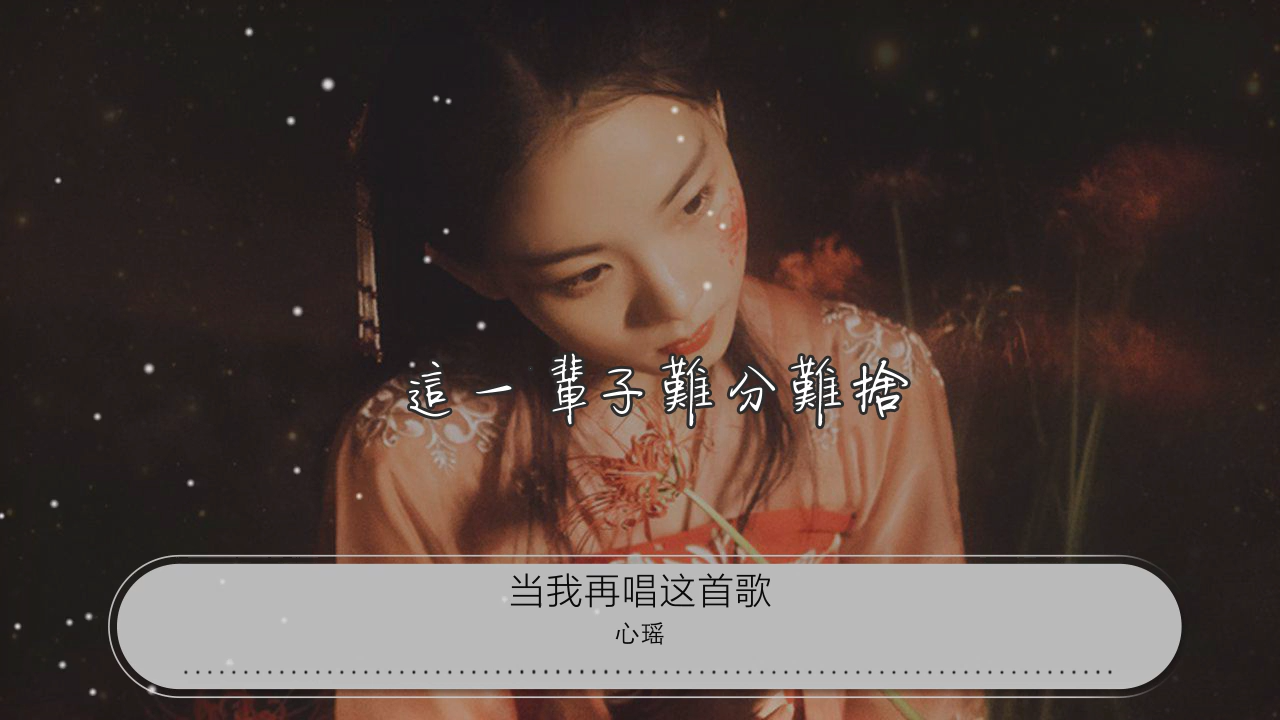 這一輩子難分難捨
当我再唱这首歌
心瑶